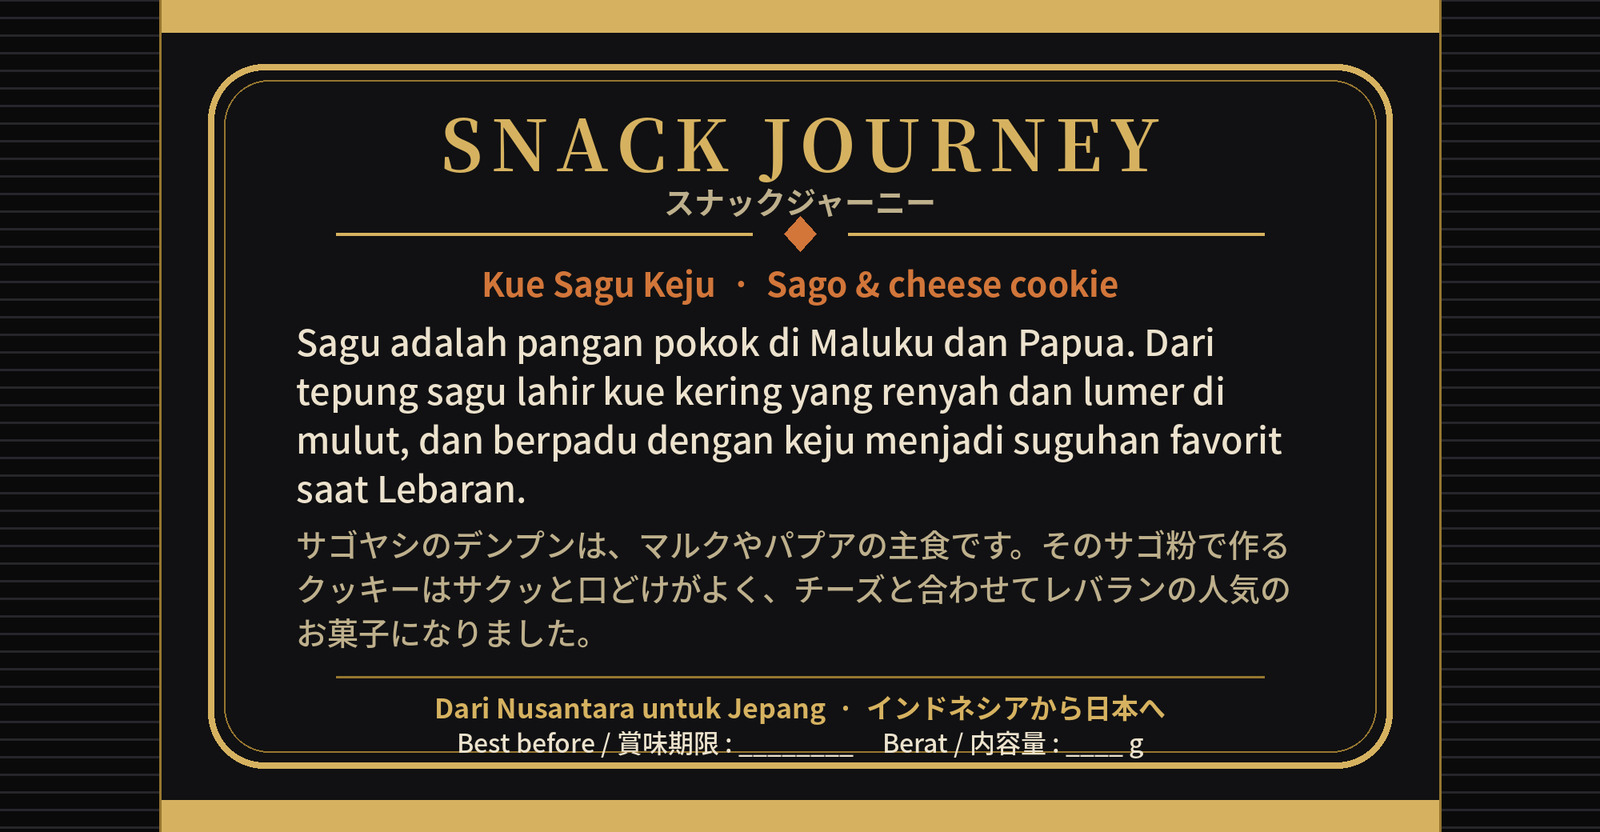 SNACK JOURNEY
スナックジャーニー
Kue Sagu Keju · Sago & cheese cookie
Sagu adalah pangan pokok di Maluku dan Papua. Dari
tepung sagu lahir kue kering yang renyah dan lumer di
mulut, dan berpadu dengan keju menjadi suguhan favorit
saat Lebaran.
サゴヤシのデンプンは、マルクやパプアの主食です。そのサゴ粉で作る
クッキーはサクッと口どけがよく、チーズと合わせてレバランの人気の
お菓子になりました。
Dari Nusantara untuk Jepang · インドネシアから日本へ
Best before / 賞味期限 : ________ Berat / 内容量 : ____ g